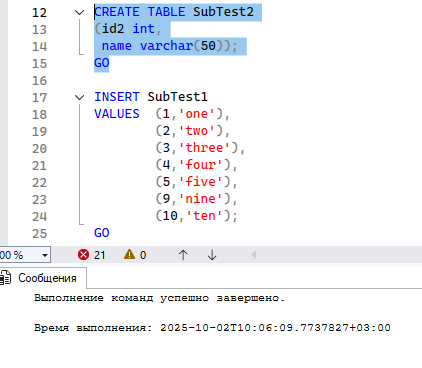 12 CREATE TABLE SubTest2
13 (id2 int,
14 name varchar(50));
15 GO
16
17 INSERT SubTest1
18 VALUES (1,'one'),
19 (2,'two'),
20 (3,'three'),
21 (4,'four'),
22 (5,'five'),
23 (9,'nine'),
24 (10,'ten');
25 GO
00 % 21 0
Сообщения
Выполнение команд успешно завершено.
Время выполнения: 2025-10-02T10:06:09.7737827+03:00